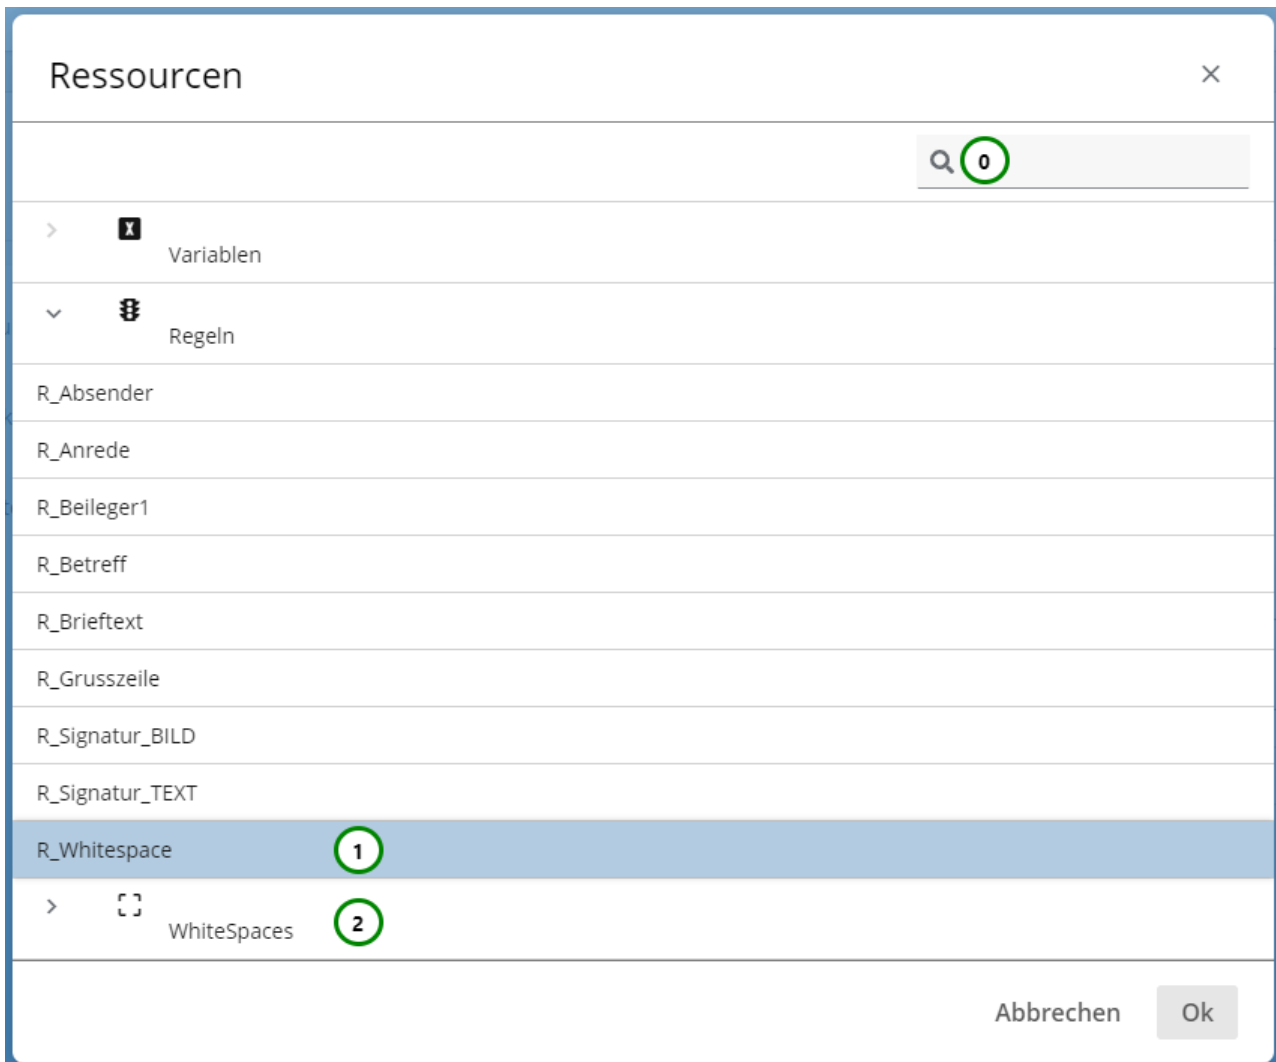 Ressourcen
0
Variablen
Regeln
R_Absender
R_Anrede
R_Beileger1
R_Betreff
R_Brieftext
R_Grusszeile
R_Signatur_BILD
R_Signatur_TEXT
R_Whitespace 1
WhiteSpaces 2
Abbrechen Ok